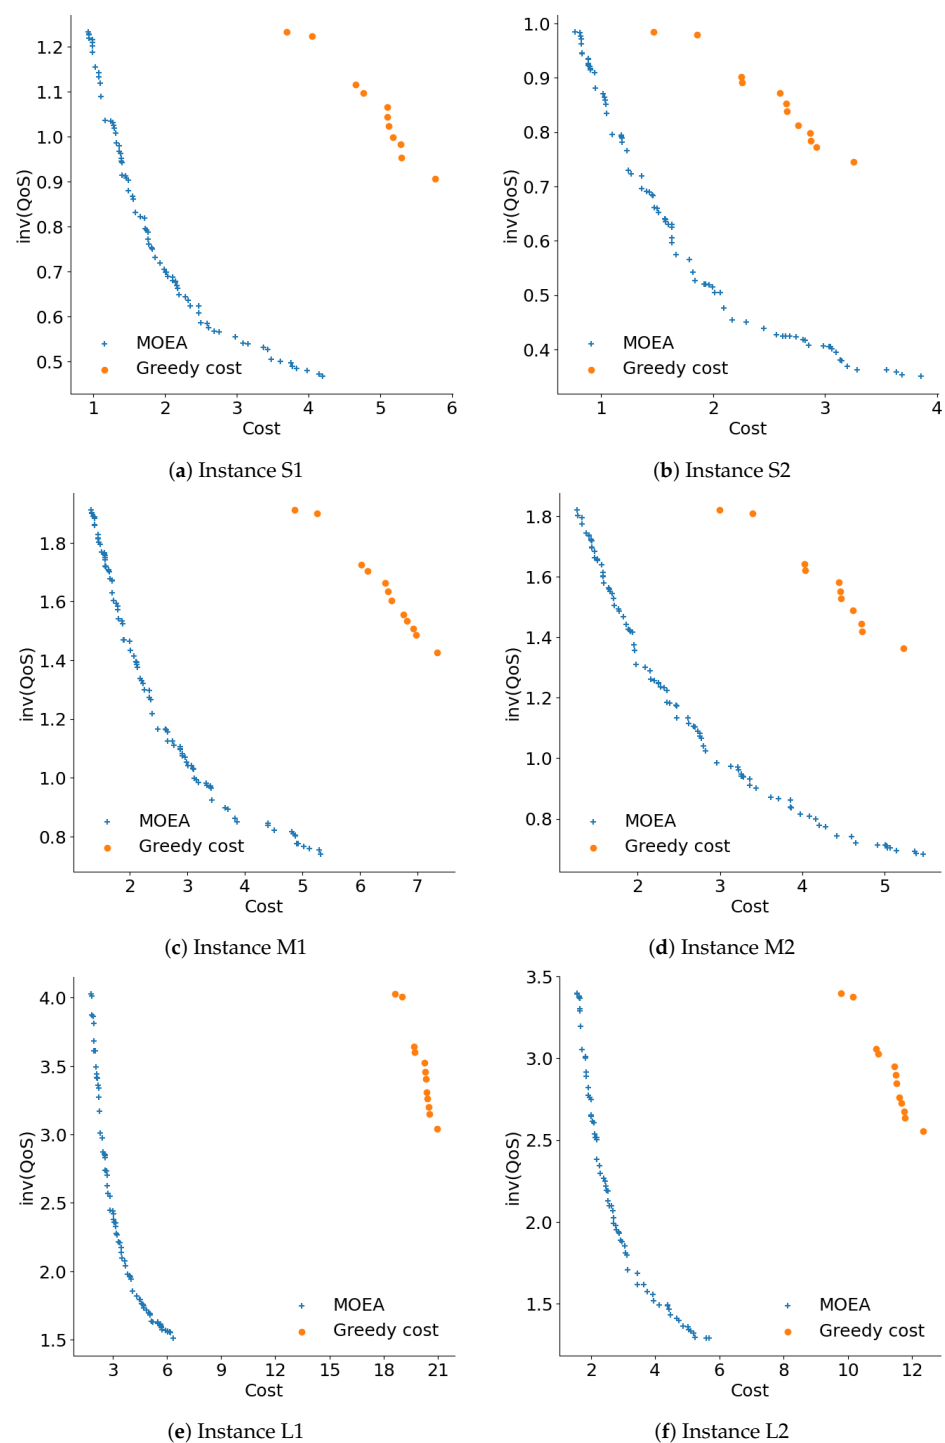 1.2
1.1
1.0
0.9
0.8
0.7
0.6
0.5
inv(QoS)
MOEA
Greedy cost
1 2 3 4 5 6
Cost
(a) Instance S1
1.0
0.9
0.8
0.7
0.6
0.5
0.4
inv(QoS)
MOEA
Greedy cost
1 2 3 4
Cost
(b) Instance S2
1.8
1.6
1.4
1.2
1.0
0.8
inv(QoS)
MOEA
Greedy cost
2 3 4 5 6 7
Cost
(c) Instance M1
1.8
1.6
1.4
1.2
1.0
0.8
inv(QoS)
MOEA
Greedy cost
2 3 4 5
Cost
(d) Instance M2
4.0
3.5
3.0
2.5
2.0
1.5
inv(QoS)
MOEA
Greedy cost
3 6 9 12 15 18 21
Cost
(e) Instance L1
3.5
3.0
2.5
2.0
1.5
inv(QoS)
MOEA
Greedy cost
2 4 6 8 10 12
Cost
(f) Instance L2